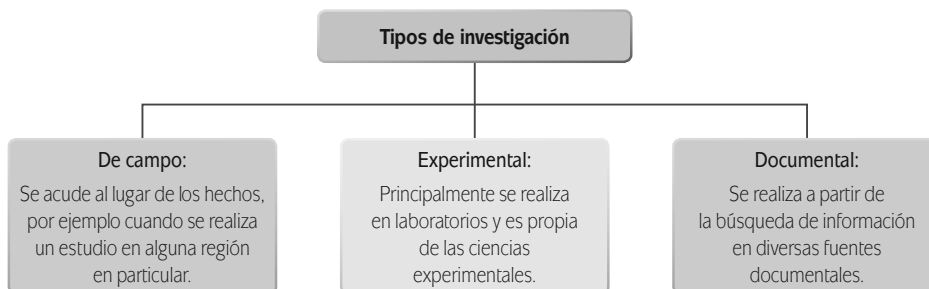 Tipos de investigación
De campo:
Se acude al lugar de los hechos,
por ejemplo cuando se realiza
un estudio en alguna región
en particular.
Experimental:
Principalmente se realiza
en laboratorios y es propia
de las ciencias
experimentales.
Documental:
Se realiza a partir de
la búsqueda de información
en diversas fuentes
documentales.